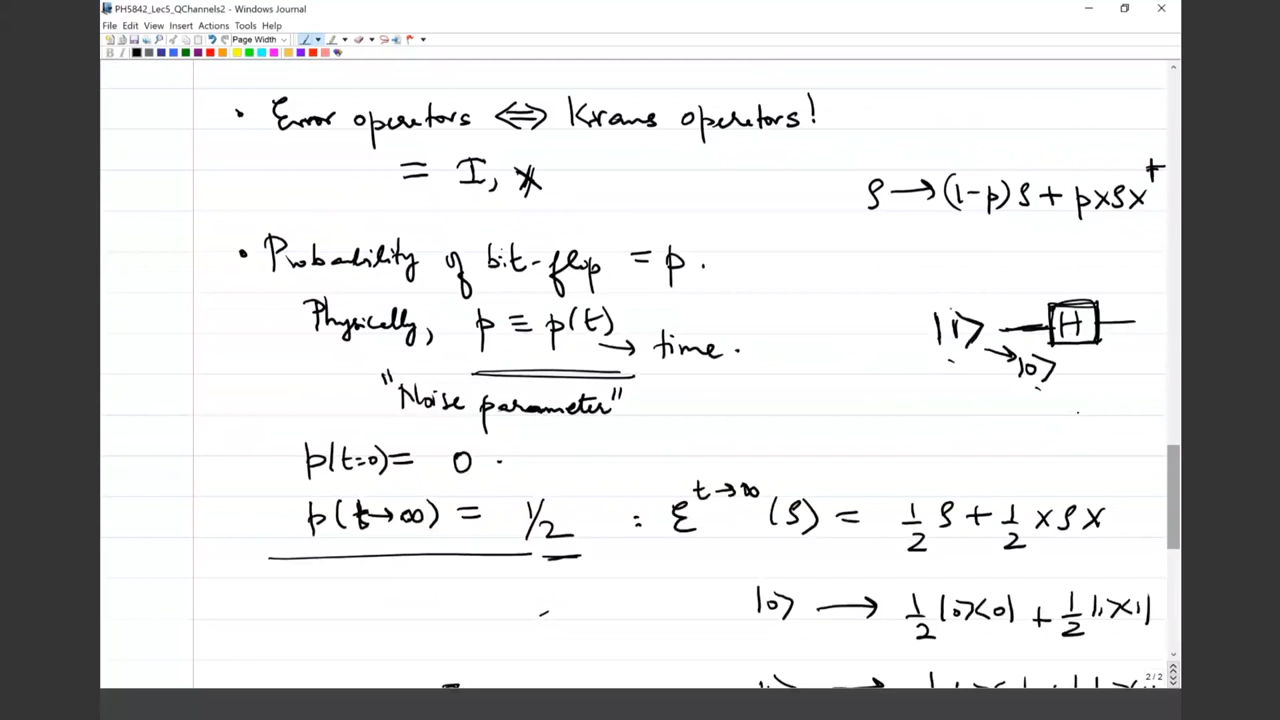 PH5842_Lec5_QChannels2 - Windows Journal
File Edit View Insert Actions Tools Help
Page Width
B I
• Error operators ⇔ Kraus operators!
= I, X
ρ → (1-p)ρ + pXρX†
• Probability of bit-flip = p.
Physically, p ≡ p(t)
→ time.
|1⟩ — H —
→ |0⟩
"Noise parameter"
p(t=0) = 0.
p(t→∞) = 1/2 : ℰ^{t→∞}(ρ) = 1/2 ρ + 1/2 XρX
|0⟩ → 1/2 |0⟩⟨0| + 1/2 |1⟩⟨1|
2 / 2